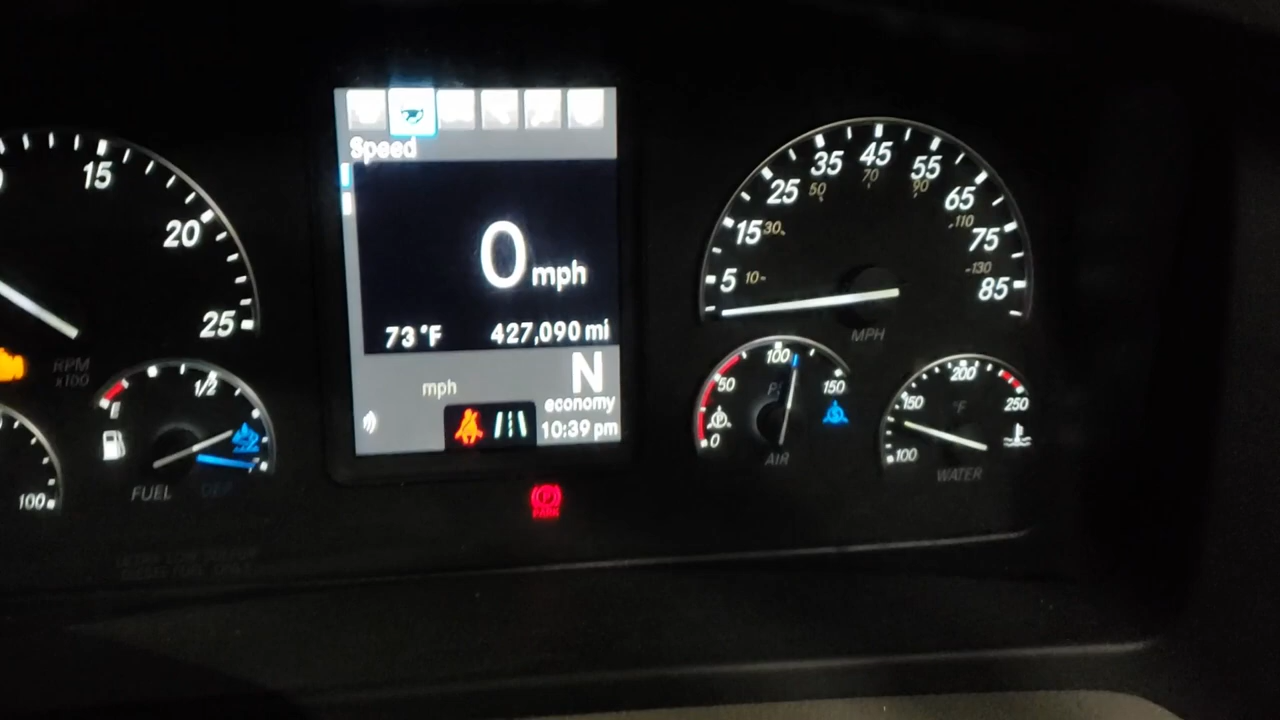 15
20
25
RPM
x100
E
1/2
FUEL
DEF
100
Speed
0 mph
73°F 427,090 mi
mph
N
economy
10:39 pm
PARK
5 15 25 35 45 55 65 75 85
10 30 50 70 90 110 130
MPH
0 50 100 150
AIR
100 150 200 250
°F
WATER